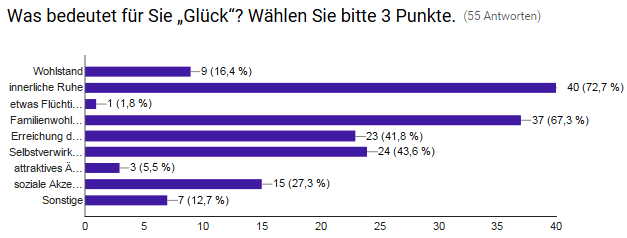 Was bedeutet für Sie „Glück“? Wählen Sie bitte 3 Punkte. (55 Antworten)
Wohlstand 9 (16,4 %)
innerliche Ruhe 40 (72,7 %)
etwas Flüchti… 1 (1,8 %)
Familienwohl… 37 (67,3 %)
Erreichung d… 23 (41,8 %)
Selbstverwirk… 24 (43,6 %)
attraktives Ä… 3 (5,5 %)
soziale Akze… 15 (27,3 %)
Sonstige 7 (12,7 %)
0 5 10 15 20 25 30 35 40